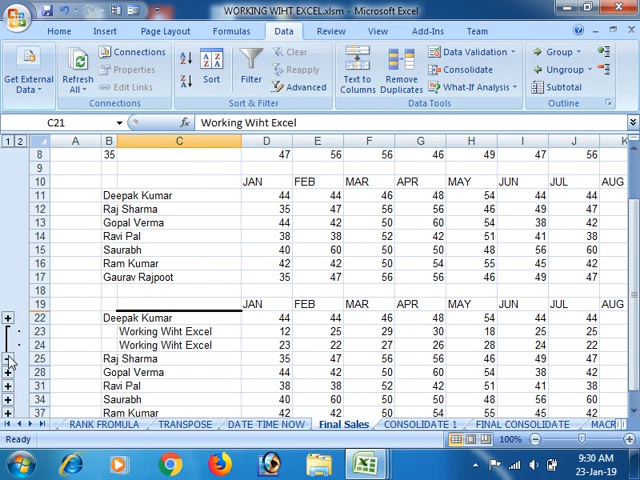 WORKING WIHT EXCEL.xlsm - Microsoft Excel
Home Insert Page Layout Formulas Data Review View Developer Team
Get External Data
Refresh All
Connections
Properties
Edit Links
Connections
Sort
Filter
Clear
Reapply
Advanced
Sort & Filter
Text to Columns
Remove Duplicates
Data Validation
Consolidate
What-If Analysis
Data Tools
Group
Ungroup
Subtotal
Outline
C21 fx Working Wiht Excel
1 2 A B C D E F G H I J K
8 35 47 56 56 46 49 47 56
9
10 JAN FEB MAR APR MAY JUN JUL AUG
11 Deepak Kumar 44 44 46 48 54 44 44
12 Raj Sharma 35 47 56 56 46 49 47
13 Gopal Verma 44 42 50 60 54 38 42
14 Ravi Pal 38 38 52 42 51 41 38
15 Saurabh 40 60 50 50 48 56 60
16 Ram Kumar 42 42 50 60 54 55 42
17 Gaurav Rajpoot 35 47 56 56 46 49 47
18
19 JAN FEB MAR APR MAY JUN JUL AUG
22 Deepak Kumar 44 44 46 48 54 44 44
23 Working Wiht Excel 12 25 29 30 18 25 25
24 Working Wiht Excel 23 22 27 26 28 24 22
25 Raj Sharma 35 47 56 56 46 49 47
28 Gopal Verma 44 42 50 60 54 38 42
31 Ravi Pal 38 38 52 42 51 41 38
34 Saurabh 40 60 50 50 48 56 60
37 Ram Kumar 42 42 50 60 54 45 42
RANK FROMULA TRANSPOSE DATE TIME NOW Final Sales CONSOLIDATE 1 FINAL CONSOLIDATE MACR
Ready 100%
9:30 AM
23-Jan-19